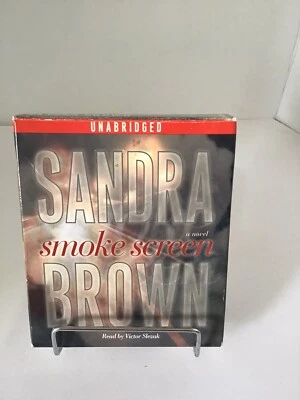 UNABRIDGED
SANDRA
a novel
smoke screen
BROWN
Read by Victor Slezak